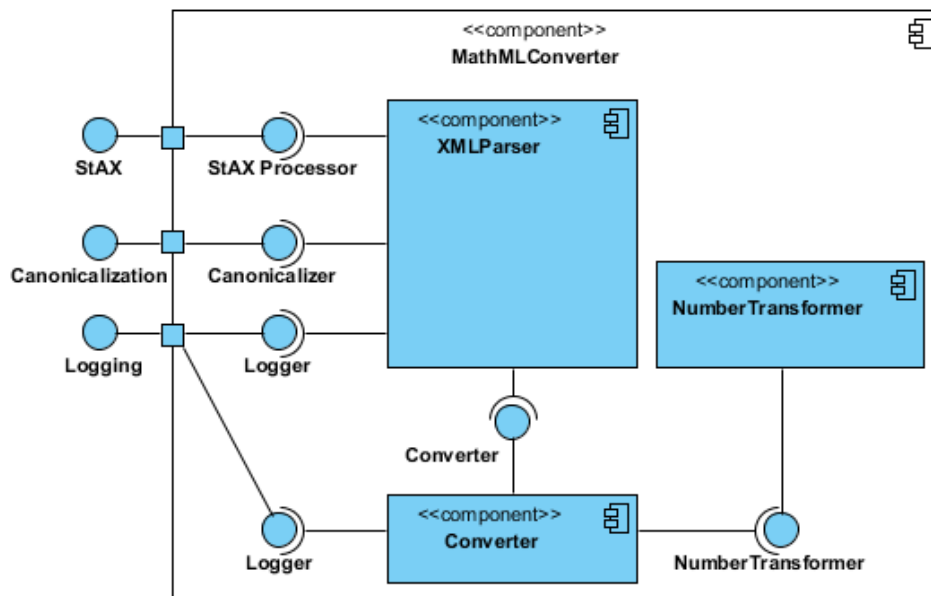 <<component>>
MathMLConverter
<<component>>
XMLParser
StAX
StAX Processor
Canonicalization
Canonicalizer
<<component>>
NumberTransformer
Logging
Logger
Converter
<<component>>
Converter
Logger
NumberTransformer